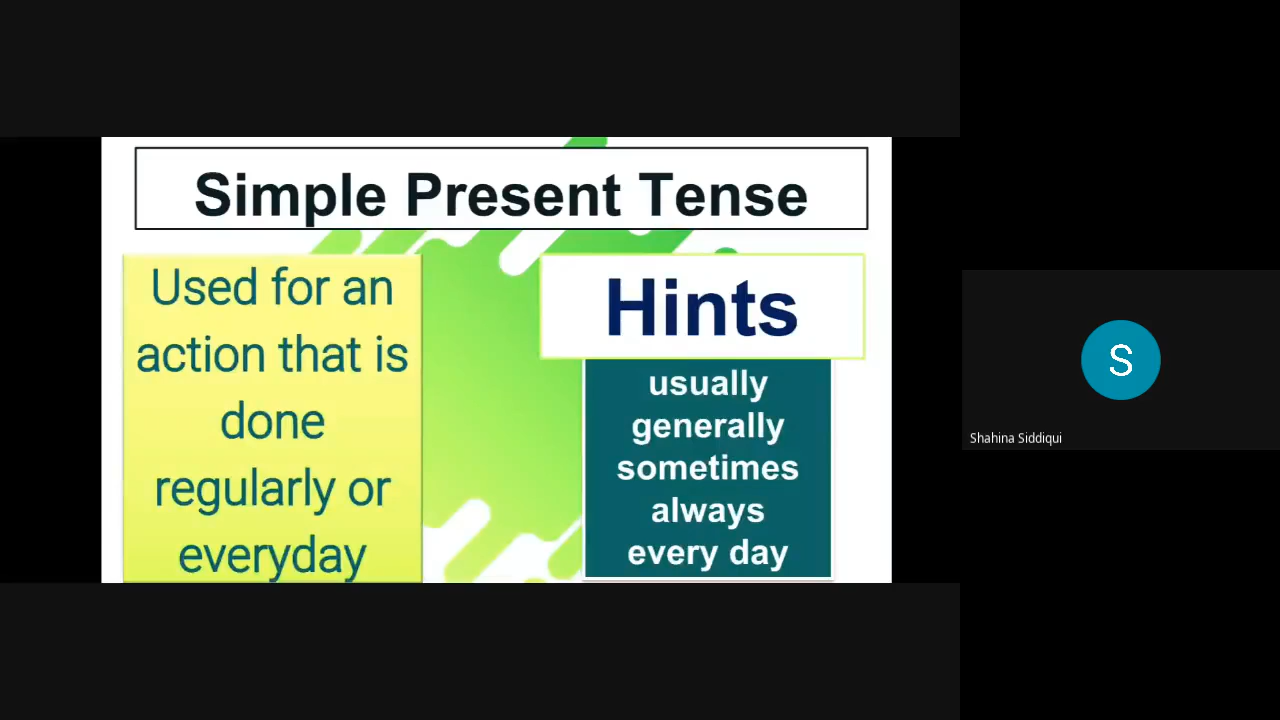 Simple Present Tense
Used for an
action that is
done
regularly or
everyday
Hints
usually
generally
sometimes
always
every day
S
Shahina Siddiqui